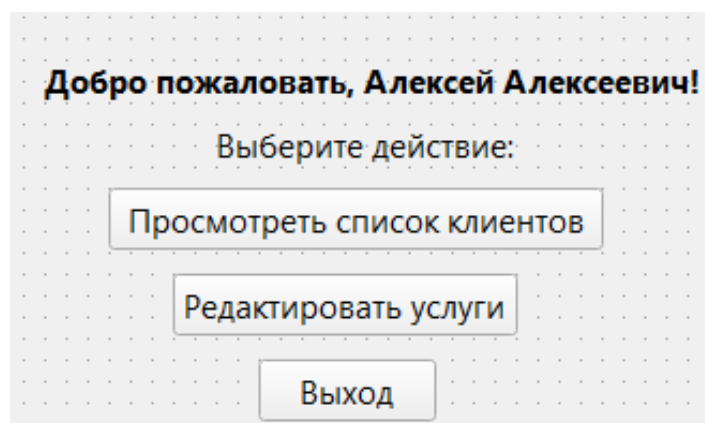 Добро пожаловать, Алексей Алексеевич!
Выберите действие:
Просмотреть список клиентов
Редактировать услуги
Выход